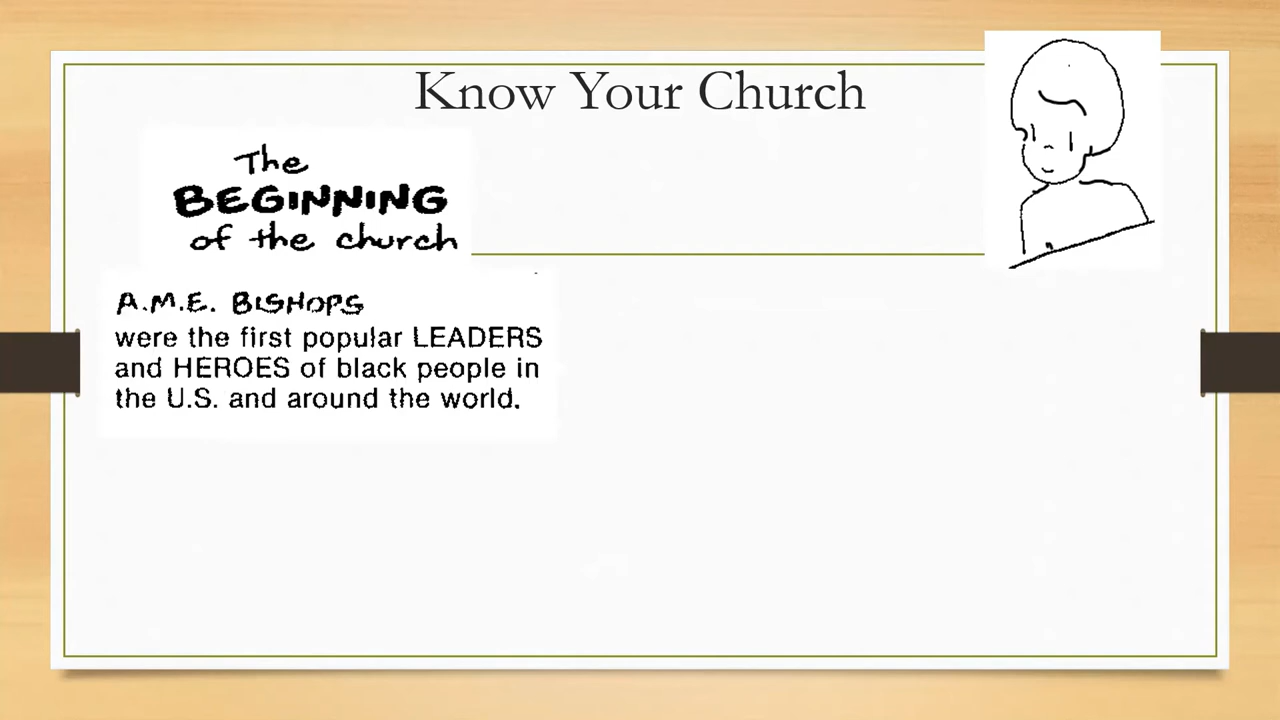 Know Your Church
The
BEGINNING
of the church
A.M.E. BISHOPS
were the first popular LEADERS
and HEROES of black people in
the U.S. and around the world.